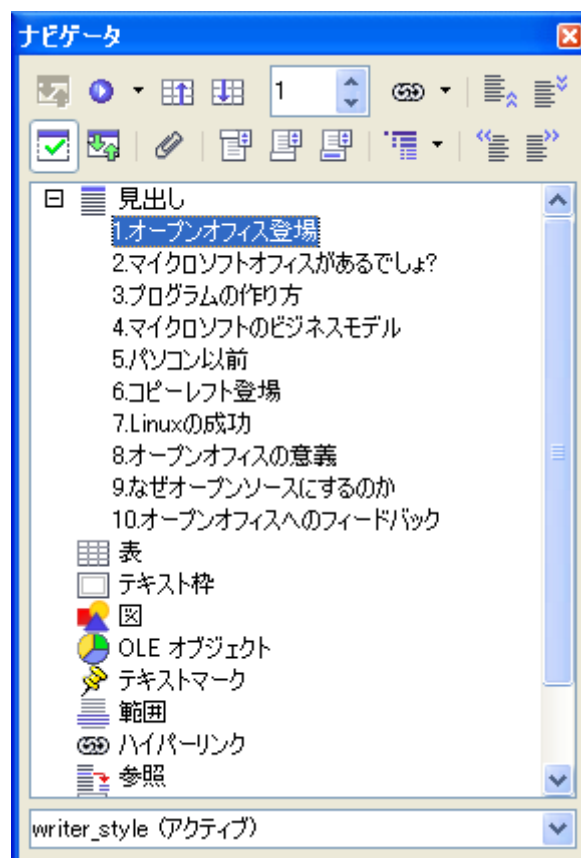 ナビゲータ
1
見出し
1.オープンオフィス登場
2.マイクロソフトオフィスがあるでしょ?
3.プログラムの作り方
4.マイクロソフトのビジネスモデル
5.パソコン以前
6.コピーレフト登場
7.Linuxの成功
8.オープンオフィスの意義
9.なぜオープンソースにするのか
10.オープンオフィスへのフィードバック
表
テキスト枠
図
OLE オブジェクト
テキストマーク
範囲
ハイパーリンク
参照
writer_style (アクティブ)